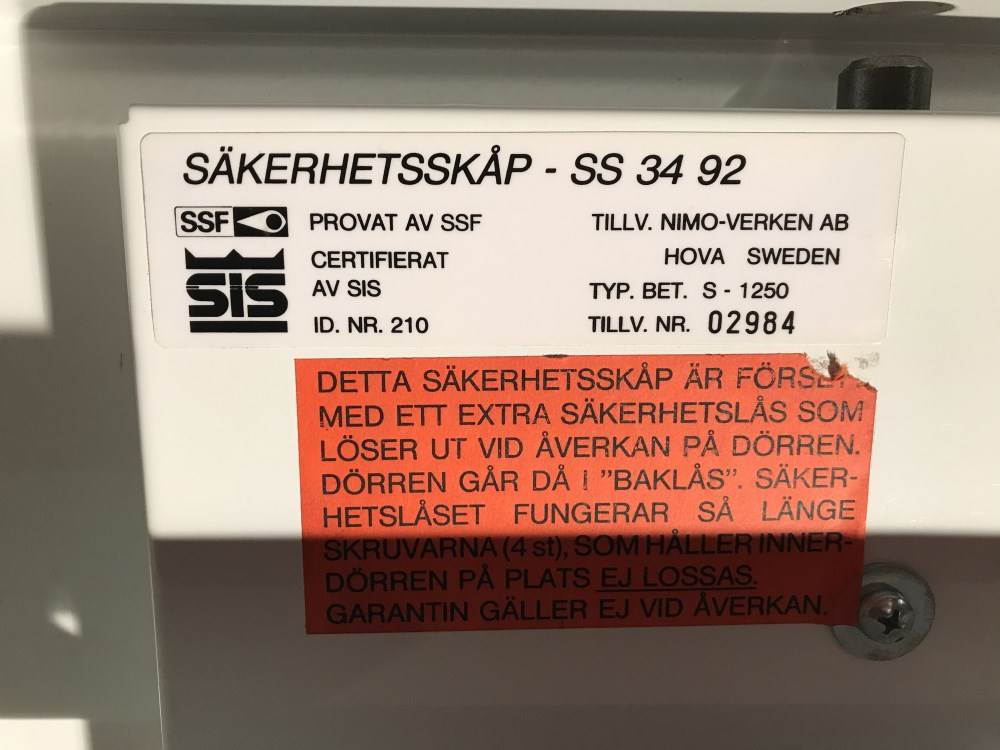 SÄKERHETSSKÅP - SS 34 92
SSF
PROVAT AV SSF
CERTIFIERAT
AV SIS
SIS
ID. NR. 210
TILLV. NIMO-VERKEN AB
HOVA SWEDEN
TYP. BET. S - 1250
TILLV. NR. 02984
DETTA SÄKERHETSSKÅP ÄR
MED ETT EXTRA SÄKERHETSLÅS SOM
LÖSER UT VID ÅVERKAN PÅ DÖRREN.
DÖRREN GÅR DÅ I ”BAKLÅS”. SÄKER-
HETSLÅSET FUNGERAR SÅ LÄNGE
SKRUVARNA (4 st), SOM HÅLLER INNER-
DÖRREN PÅ PLATS EJ LOSSAS.
GARANTIN GÄLLER EJ VID ÅVERKAN.